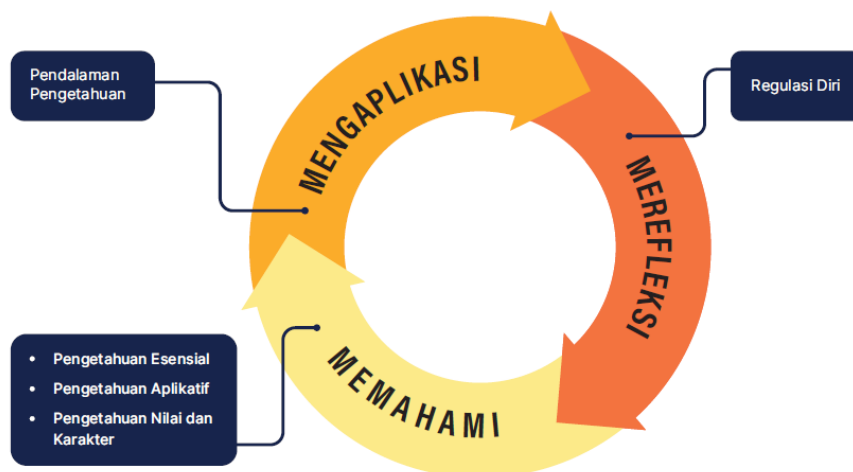 Pendalaman
Pengetahuan
MENGAPLIKASI
Regulasi Diri
MEREFLEKSI
• Pengetahuan Esensial
• Pengetahuan Aplikatif
• Pengetahuan Nilai dan
Karakter
MEMAHAMI